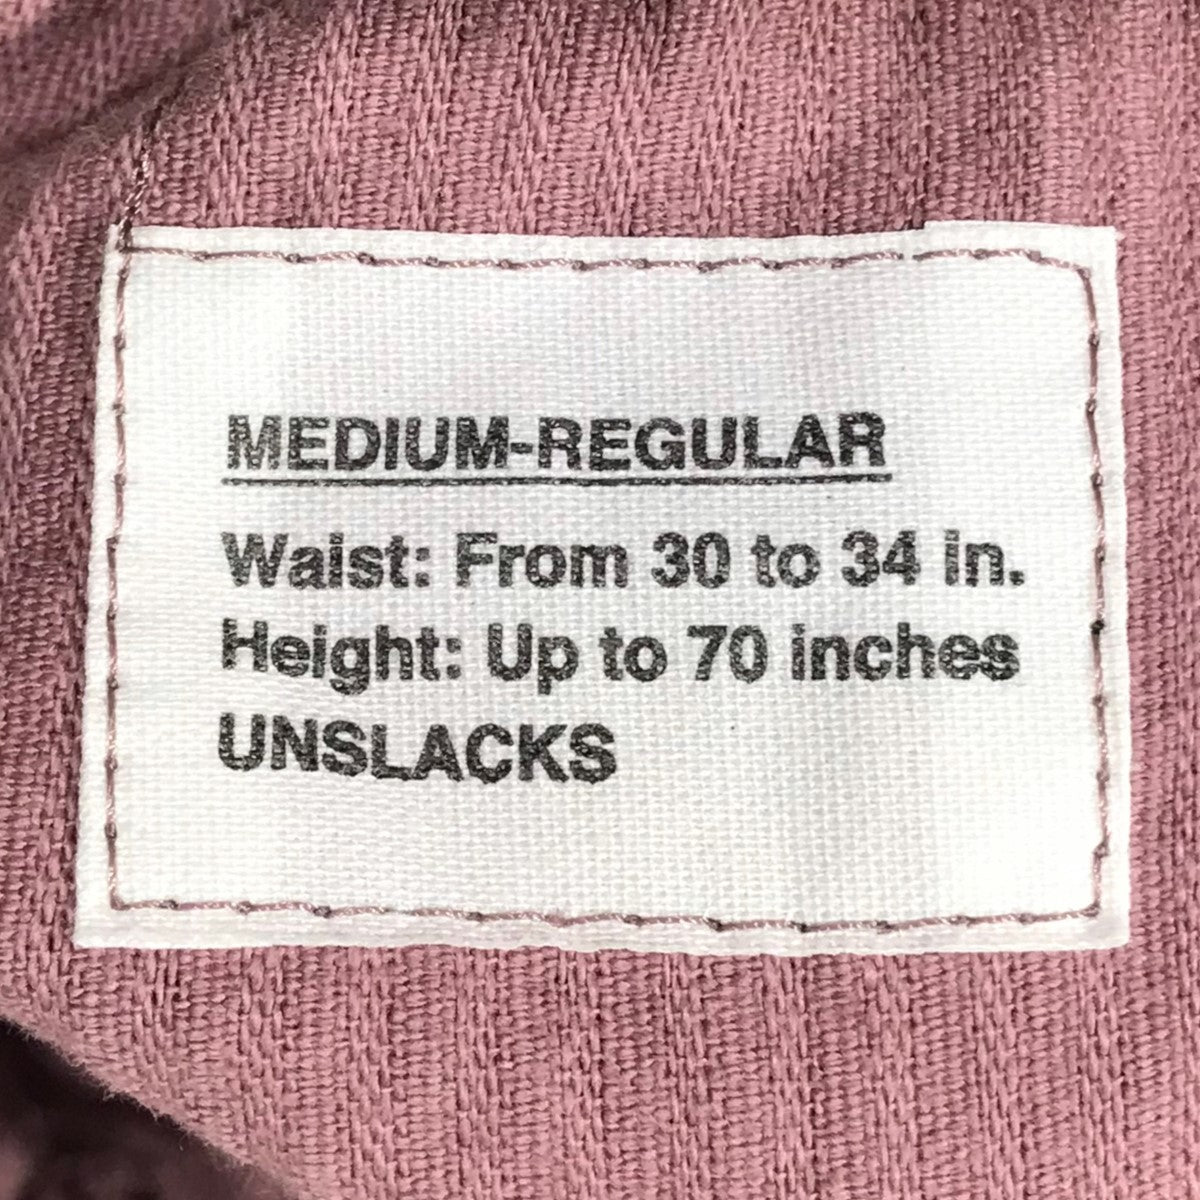 MEDIUM-REGULAR
Waist: From 30 to 34 in.
Height: Up to 70 inches
UNSLACKS